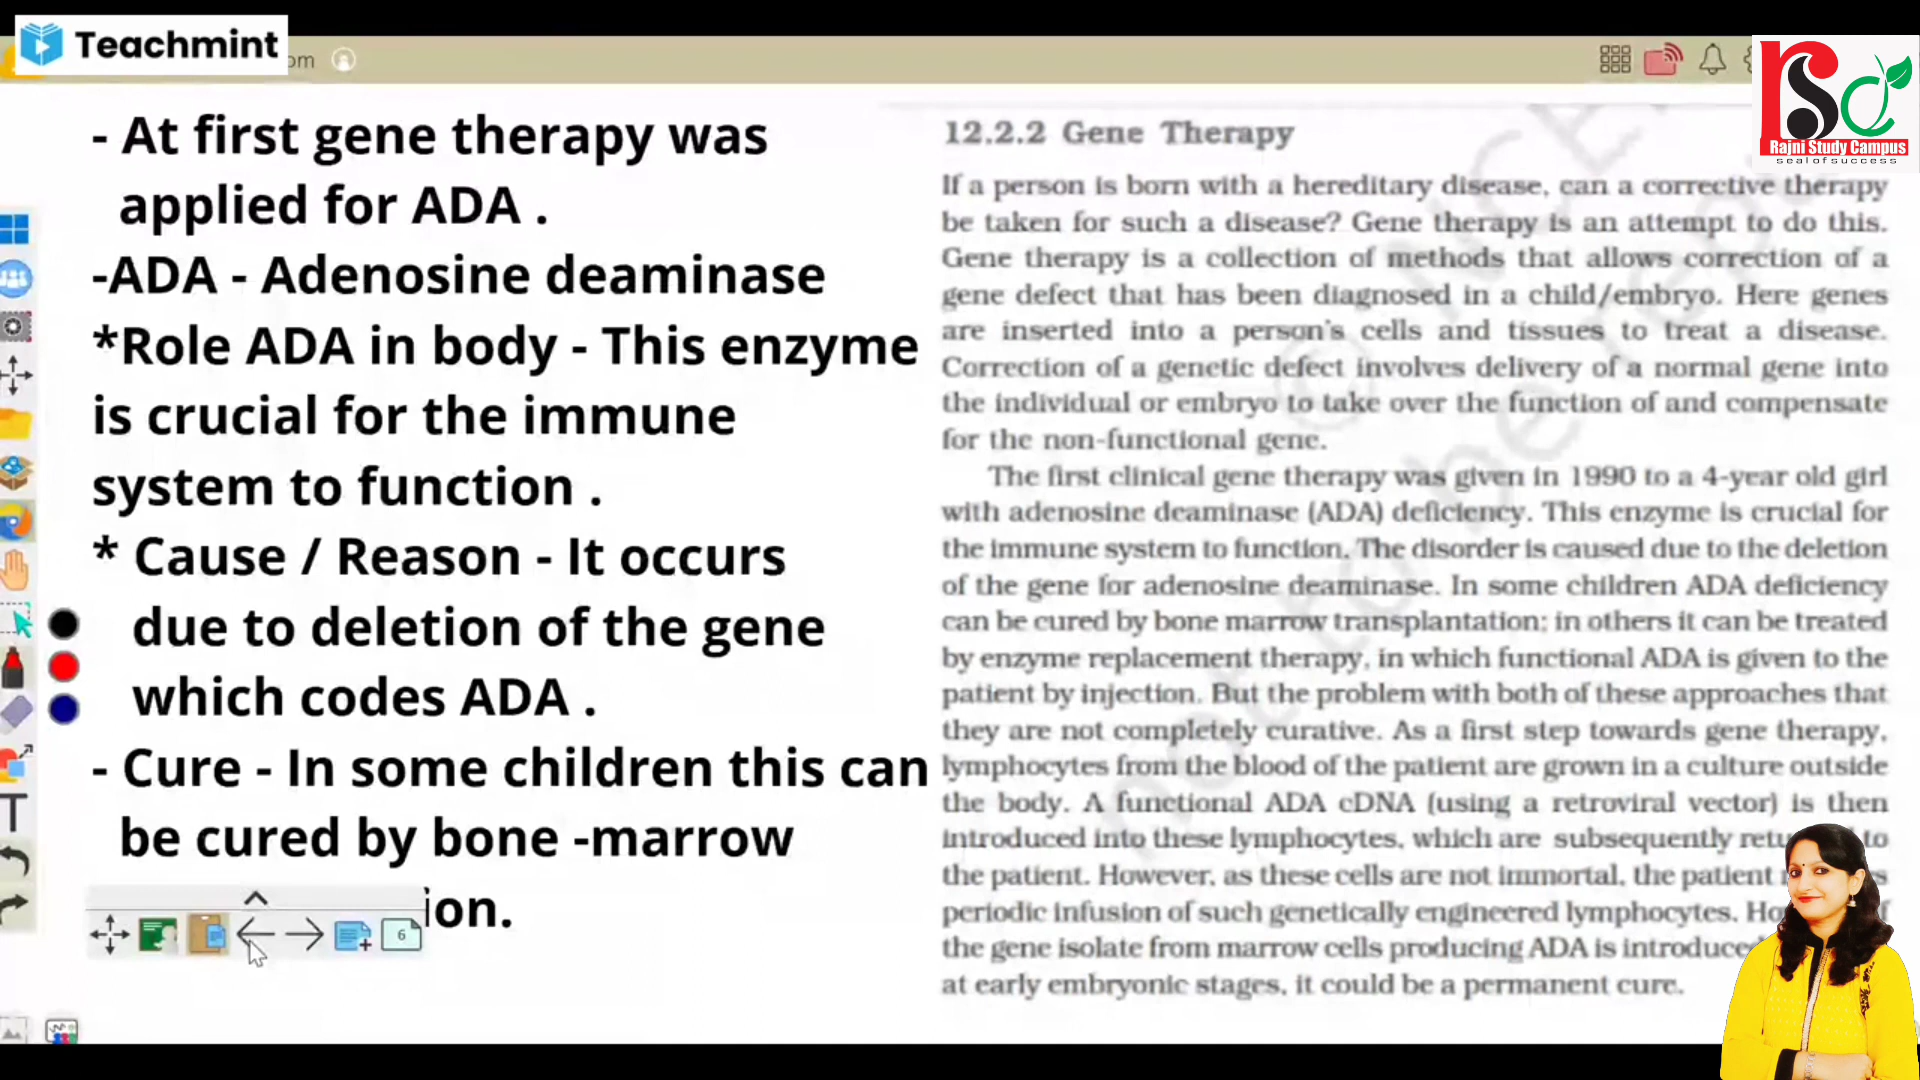 Teachmint
om
Rajni Study Campus
seal of success
- At first gene therapy was
applied for ADA .
-ADA - Adenosine deaminase
*Role ADA in body - This enzyme
is crucial for the immune
system to function .
* Cause / Reason - It occurs
due to deletion of the gene
which codes ADA .
- Cure - In some children this can
be cured by bone -marrow
ion.
6
12.2.2 Gene Therapy
If a person is born with a hereditary disease, can a corrective therapy
be taken for such a disease? Gene therapy is an attempt to do this.
Gene therapy is a collection of methods that allows correction of a
gene defect that has been diagnosed in a child/embryo. Here genes
are inserted into a person's cells and tissues to treat a disease.
Correction of a genetic defect involves delivery of a normal gene into
the individual or embryo to take over the function of and compensate
for the non-functional gene.
The first clinical gene therapy was given in 1990 to a 4-year old girl
with adenosine deaminase (ADA) deficiency. This enzyme is crucial for
the immune system to function. The disorder is caused due to the deletion
of the gene for adenosine deaminase. In some children ADA deficiency
can be cured by bone marrow transplantation; in others it can be treated
by enzyme replacement therapy, in which functional ADA is given to the
patient by injection. But the problem with both of these approaches that
they are not completely curative. As a first step towards gene therapy,
lymphocytes from the blood of the patient are grown in a culture outside
the body. A functional ADA cDNA (using a retroviral vector) is then
introduced into these lymphocytes, which are subsequently retu to
the patient. However, as these cells are not immortal, the patient s
periodic infusion of such genetically engineered lymphocytes. Ho f
the gene isolate from marrow cells producing ADA is introduce
at early embryonic stages, it could be a permanent cure.